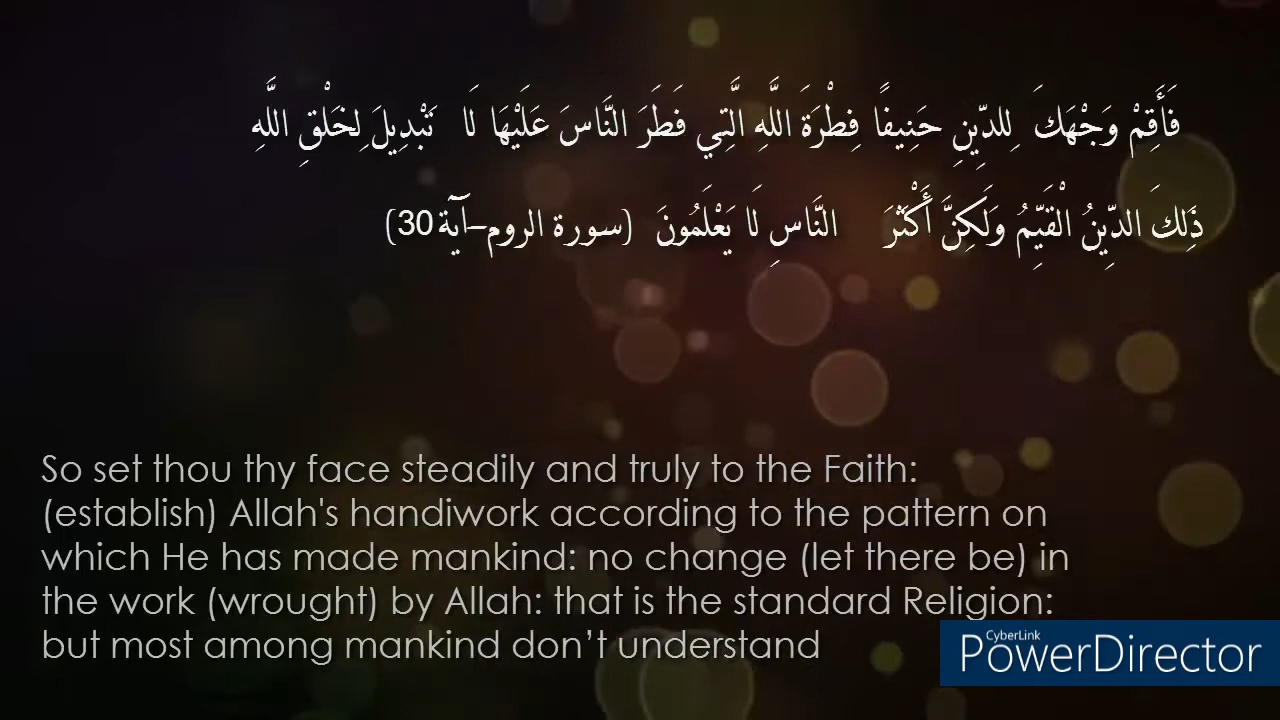 فَأَقِمْ وَجْهَكَ لِلدِّينِ حَنِيفًا فِطْرَةَ اللَّهِ الَّتِي فَطَرَ النَّاسَ عَلَيْهَا لَا تَبْدِيلَ لِخَلْقِ اللَّهِ
ذَلِكَ الدِّينُ الْقَيِّمُ وَلَكِنَّ أَكْثَرَ النَّاسِ لَا يَعْلَمُونَ (سورة الروم-آية 30)
So set thou thy face steadily and truly to the Faith:
(establish) Allah's handiwork according to the pattern on
which He has made mankind: no change (let there be) in
the work (wrought) by Allah: that is the standard Religion:
but most among mankind don’t understand
CyberLink
PowerDirector